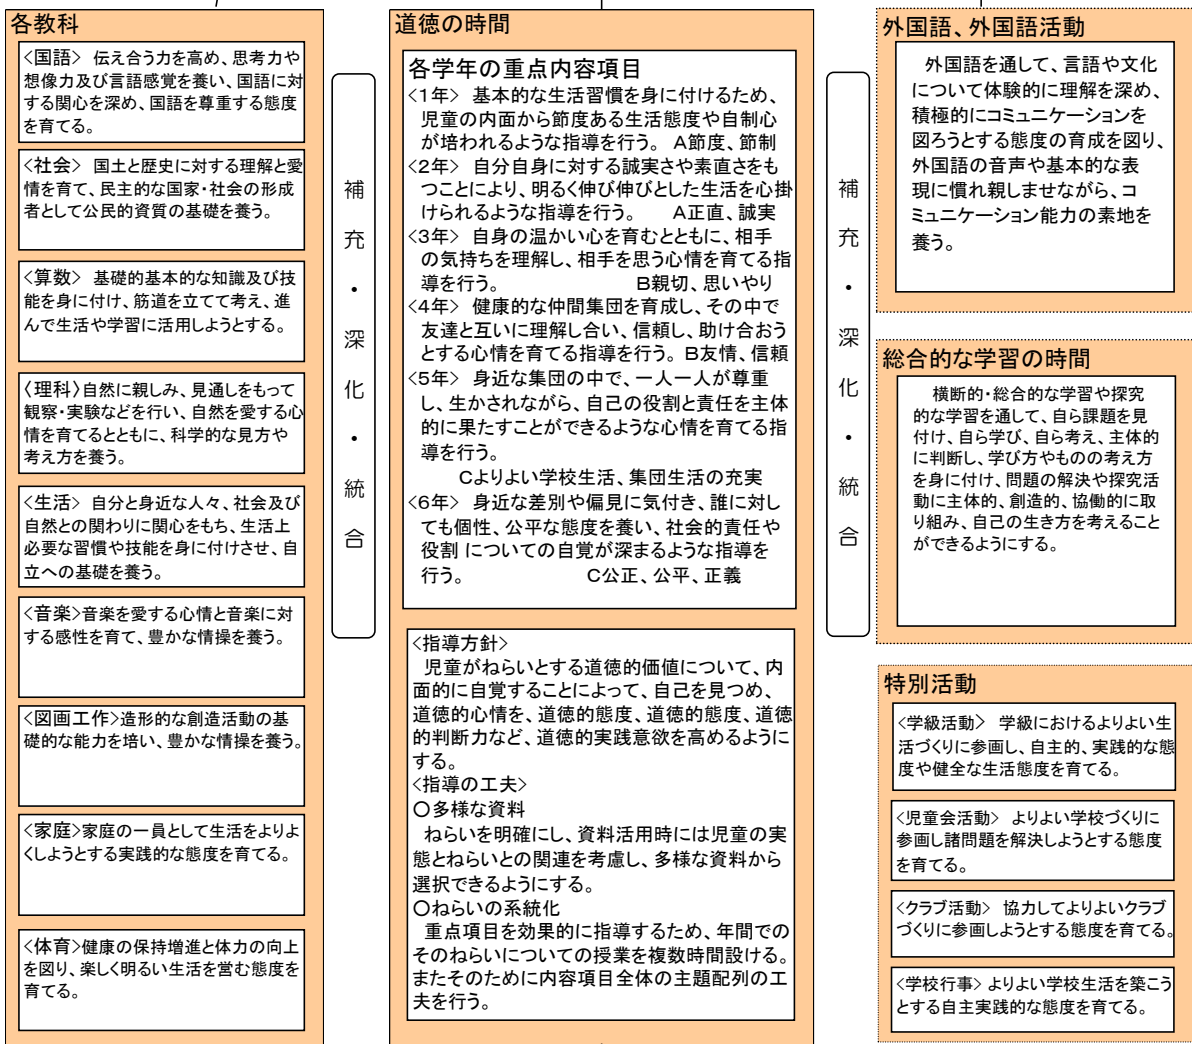 各教科
<国語> 伝え合う力を高め、思考力や
想像力及び言語感覚を養い、国語に対
する関心を深め、国語を尊重する態度
を育てる。
<社会> 国土と歴史に対する理解と愛
情を育て、民主的な国家・社会の形成
者として公民的資質の基礎を養う。
<算数> 基礎的基本的な知識及び技
能を身に付け、筋道を立てて考え、進
んで生活や学習に活用しようとする。
〈理科〉自然に親しみ、見通しをもって
観察・実験などを行い、自然を愛する心
情を育てるとともに、科学的な見方や
考え方を養う。
<生活> 自分と身近な人々、社会及び
自然との関わりに関心をもち、生活上
必要な習慣や技能を身に付けさせ、自
立への基礎を養う。
<音楽>音楽を愛する心情と音楽に対
する感性を育て、豊かな情操を養う。
<図画工作>造形的な創造活動の基
礎的な能力を培い、豊かな情操を養う。
<家庭>家庭の一員として生活をよりよ
くしようとする実践的な態度を育てる。
<体育>健康の保持増進と体力の向上
を図り、楽しく明るい生活を営む態度を
育てる。
補充・深化・統合
道徳の時間
各学年の重点内容項目
<1年> 基本的な生活習慣を身に付けるため、
児童の内面から節度ある生活態度や自制心
が培われるような指導を行う。 A節度、節制
<2年> 自分自身に対する誠実さや素直さをも
つことにより、明るく伸び伸びとした生活を心掛
けられるような指導を行う。 A正直、誠実
<3年> 自身の温かい心を育むとともに、相手
の気持ちを理解し、相手を思う心情を育てる指
導を行う。 B親切、思いやり
<4年> 健康的な仲間集団を育成し、その中で
友達と互いに理解し合い、信頼し、助け合おう
とする心情を育てる指導を行う。B友情、信頼
<5年> 身近な集団の中で、一人一人が尊重
し、生かされながら、自己の役割と責任を主体
的に果たすことができるような心情を育てる指
導を行う。
Cよりよい学校生活、集団生活の充実
<6年> 身近な差別や偏見に気付き、誰に対し
ても個性、公平な態度を養い、社会的責任や
役割 についての自覚が深まるような指導を
行う。 C公正、公平、正義
<指導方針>
児童がねらいとする道徳的価値について、内
面的に自覚することによって、自己を見つめ、
道徳的心情を、道徳的態度、道徳的態度、道徳
的判断力など、道徳的実践意欲を高めるように
する。
<指導の工夫>
○多様な資料
ねらいを明確にし、資料活用時には児童の実
態とねらいとの関連を考慮し、多様な資料から
選択できるようにする。
○ねらいの系統化
重点項目を効果的に指導するため、年間での
そのねらいについての授業を複数時間設ける。
またそのために内容項目全体の主題配列の工
夫を行う。
補充・深化・統合
外国語、外国語活動
外国語を通して、言語や文化
について体験的に理解を深め、
積極的にコミュニケーションを
図ろうとする態度の育成を図り、
外国語の音声や基本的な表
現に慣れ親しませながら、コ
ミュニケーション能力の素地を
養う。
総合的な学習の時間
横断的・総合的な学習や探究
的な学習を通して、自ら課題を見
付け、自ら学び、自ら考え、主体的
に判断し、学び方やものの考え方
を身に付け、問題の解決や探究活
動に主体的、創造的、協働的に取
り組み、自己の生き方を考えること
ができるようにする。
特別活動
<学級活動> 学級におけるよりよい生
活づくりに参画し、自主的、実践的な態
度や健全な生活態度を育てる。
<児童会活動> よりよい学校づくりに
参画し諸問題を解決しようとする態度
を育てる。
<クラブ活動> 協力してよりよいクラブ
づくりに参画しようとする態度を育てる。
<学校行事> よりよい学校生活を築こう
とする自主実践的な態度を育てる。